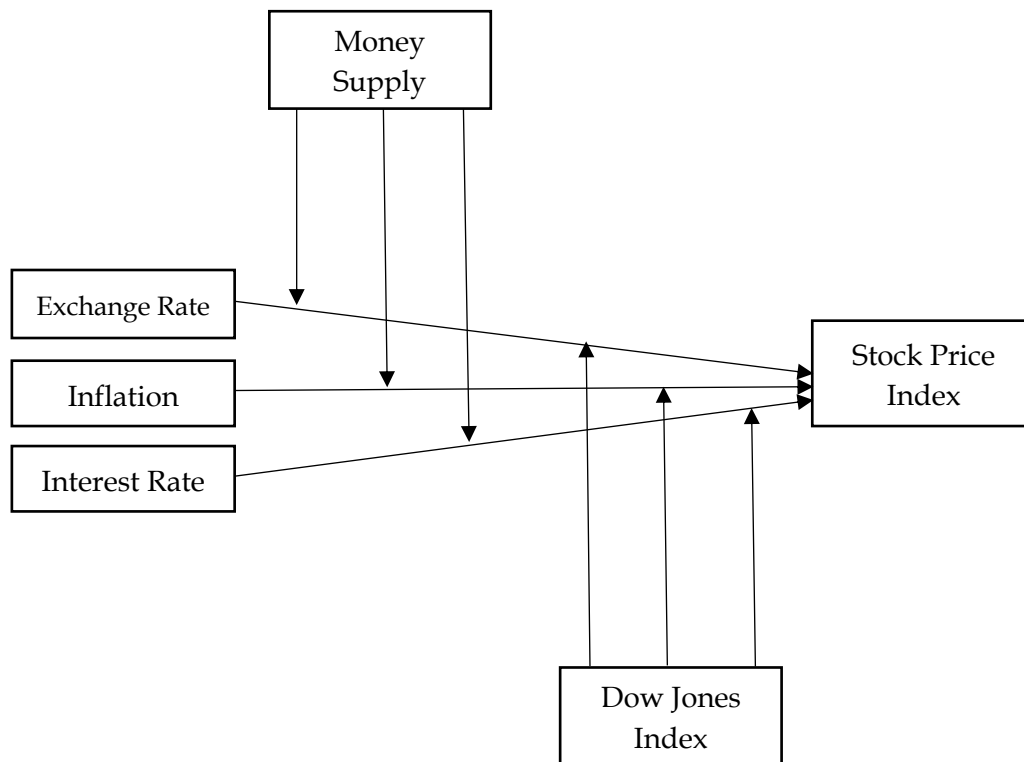 Money
Supply
Exchange Rate
Inflation
Interest Rate
Stock Price
Index
Dow Jones
Index